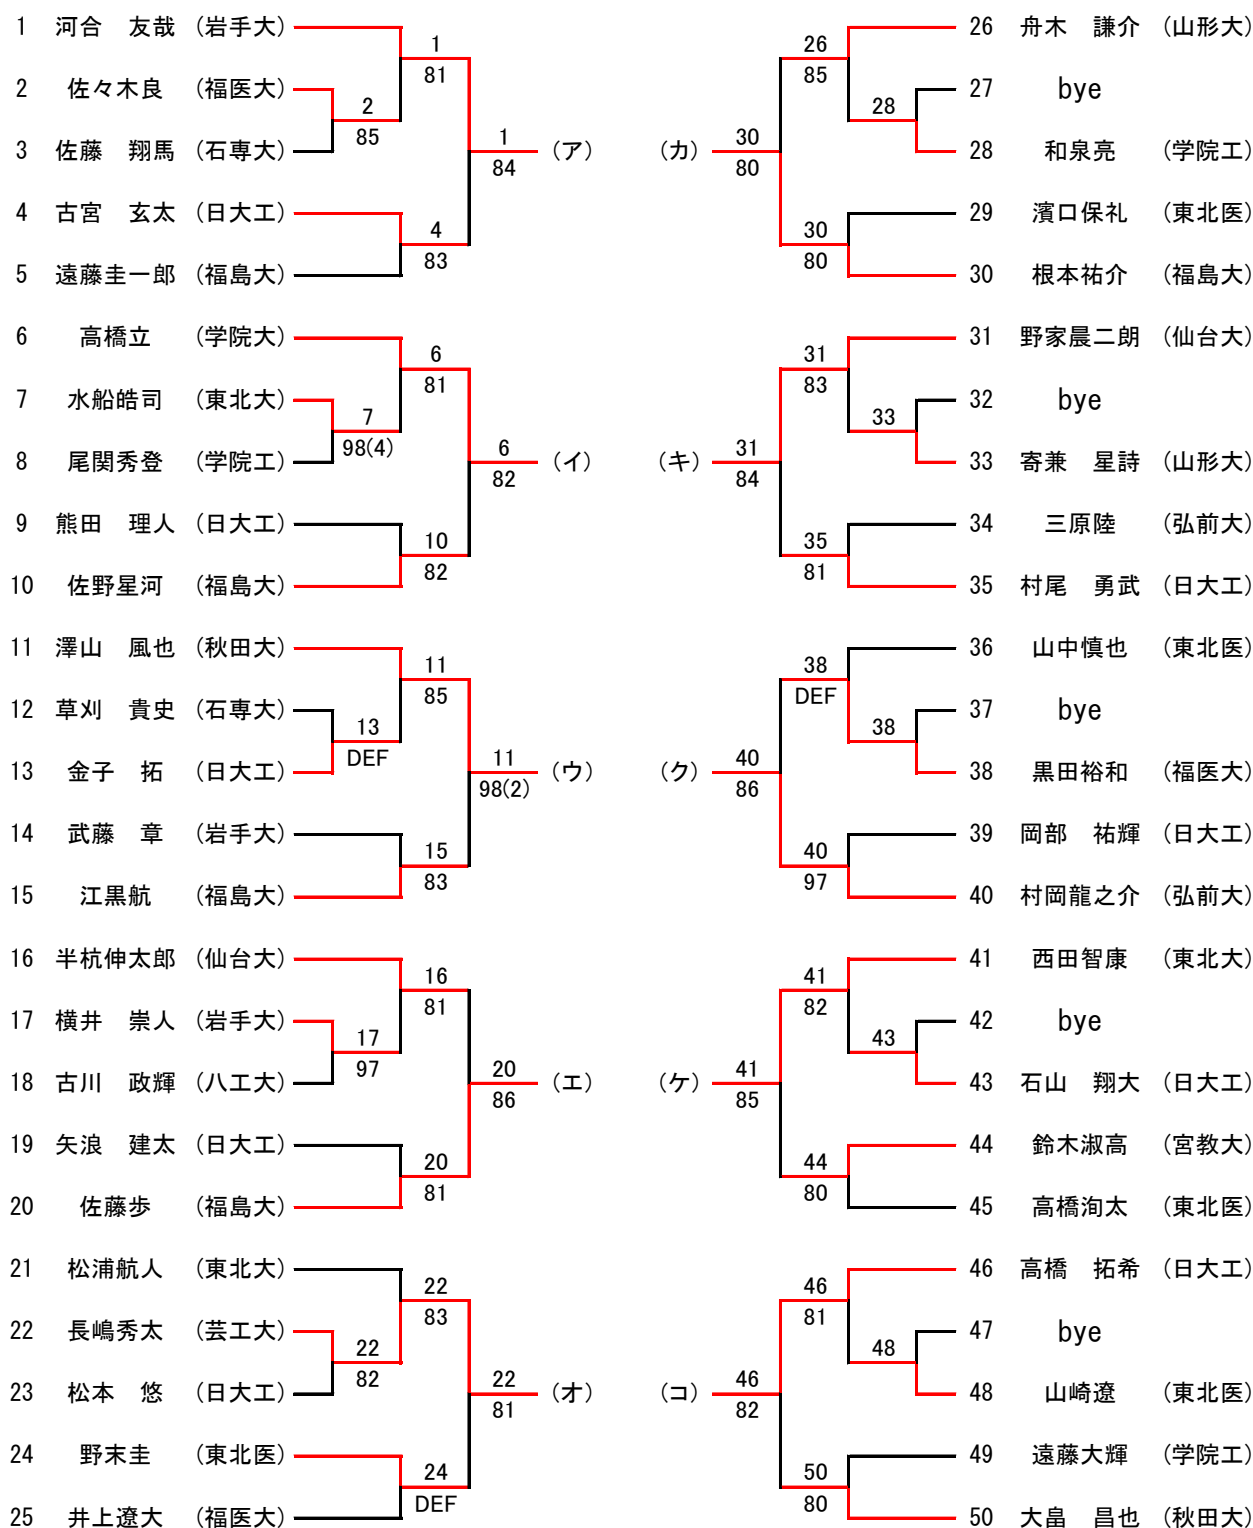 1 河合　友哉 (岩手大)
2 佐々木良 (福医大)
3 佐藤　翔馬 (石専大)
4 古宮　玄太 (日大工)
5 遠藤圭一郎 (福島大)
2
85
1
81
4
83
1
84
(ア)
6 高橋立 (学院大)
7 水船皓司 (東北大)
8 尾関秀登 (学院工)
9 熊田　理人 (日大工)
10 佐野星河 (福島大)
7
98(4)
6
81
10
82
6
82
(イ)
11 澤山　風也 (秋田大)
12 草刈　貴史 (石専大)
13 金子　拓 (日大工)
14 武藤　章 (岩手大)
15 江黒航 (福島大)
13
DEF
11
85
15
83
11
98(2)
(ウ)
16 半杭伸太郎 (仙台大)
17 横井　崇人 (岩手大)
18 古川　政輝 (八工大)
19 矢浪　建太 (日大工)
20 佐藤歩 (福島大)
17
97
16
81
20
81
20
86
(エ)
21 松浦航人 (東北大)
22 長嶋秀太 (芸工大)
23 松本　悠 (日大工)
24 野末圭 (東北医)
25 井上遼大 (福医大)
22
82
22
83
24
DEF
22
81
(オ)
26 舟木　謙介 (山形大)
27 bye
28 和泉亮 (学院工)
29 濱口保礼 (東北医)
30 根本祐介 (福島大)
28
26
85
30
80
30
80
(カ)
31 野家晨二朗 (仙台大)
32 bye
33 寄兼　星詩 (山形大)
34 三原陸 (弘前大)
35 村尾　勇武 (日大工)
33
31
83
35
81
31
84
(キ)
36 山中慎也 (東北医)
37 bye
38 黒田裕和 (福医大)
39 岡部　祐輝 (日大工)
40 村岡龍之介 (弘前大)
38
38
DEF
40
97
40
86
(ク)
41 西田智康 (東北大)
42 bye
43 石山　翔大 (日大工)
44 鈴木淑高 (宮教大)
45 高橋洵太 (東北医)
43
41
82
44
80
41
85
(ケ)
46 高橋　拓希 (日大工)
47 bye
48 山崎遼 (東北医)
49 遠藤大輝 (学院工)
50 大畠　昌也 (秋田大)
48
46
81
50
80
46
82
(コ)